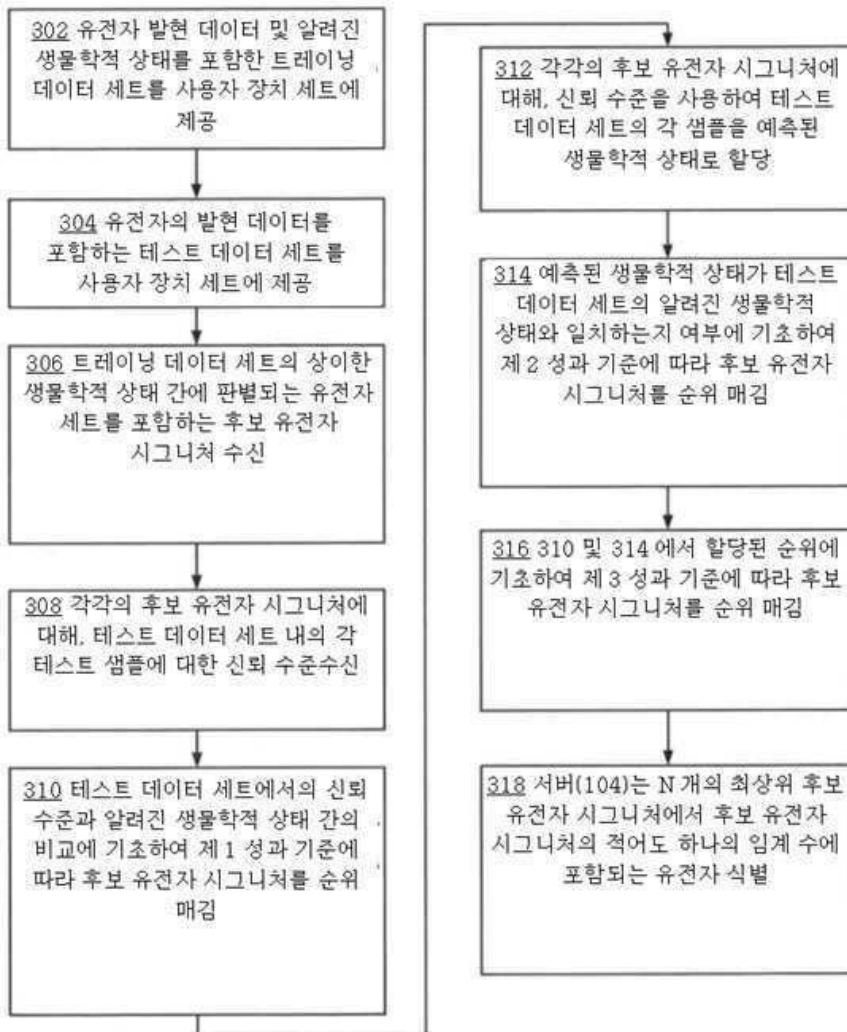 302 유전자 발현 데이터 및 알려진
생물학적 상태를 포함한 트레이닝
데이터 세트를 사용자 장치 세트에
제공
304 유전자의 발현 데이터를
포함하는 테스트 데이터 세트를
사용자 장치 세트에 제공
306 트레이닝 데이터 세트의 상이한
생물학적 상태 간에 판별되는 유전자
세트를 포함하는 후보 유전자
시그니처 수신
308 각각의 후보 유전자 시그니처에
대해, 테스트 데이터 세트 내의 각
테스트 샘플에 대한 신뢰 수준수신
310 테스트 데이터 세트에서의 신뢰
수준과 알려진 생물학적 상태 간의
비교에 기초하여 제 1 성과 기준에
따라 후보 유전자 시그니처를 순위
매김
312 각각의 후보 유전자 시그니처에
대해, 신뢰 수준을 사용하여 테스트
데이터 세트의 각 샘플을 예측된
생물학적 상태로 할당
314 예측된 생물학적 상태가 테스트
데이터 세트의 알려진 생물학적
상태와 일치하는지 여부에 기초하여
제 2 성과 기준에 따라 후보 유전자
시그니처를 순위 매김
316 310 및 314 에서 할당된 순위에
기초하여 제 3 성과 기준에 따라 후보
유전자 시그니처를 순위 매김
318 서버(104)는 N 개의 최상위 후보
유전자 시그니처에서 후보 유전자
시그니처의 적어도 하나의 임계 수에
포함되는 유전자 식별